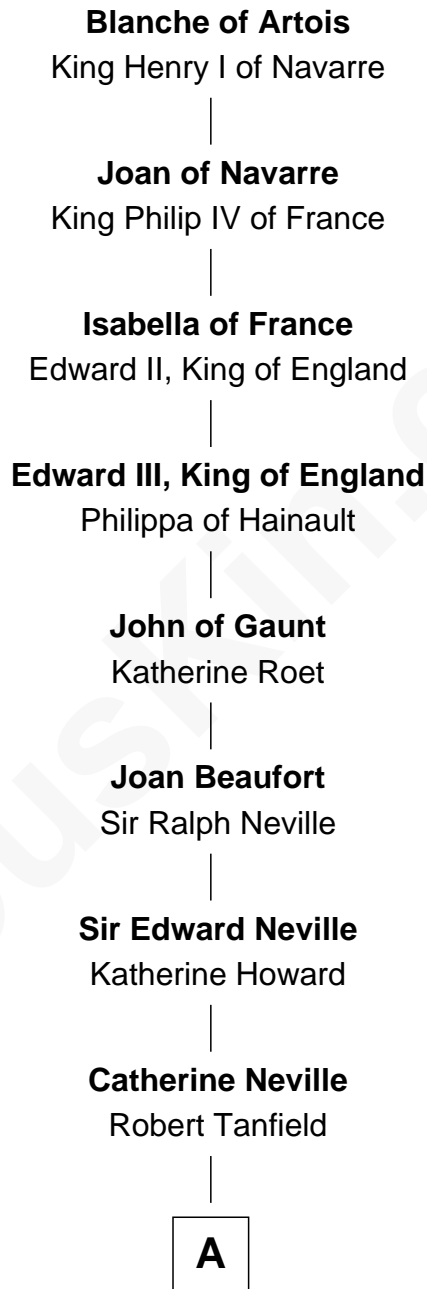 Blanche of Artois
King Henry I of Navarre
Joan of Navarre
King Philip IV of France
Isabella of France
Edward II, King of England
Edward III, King of England
Philippa of Hainault
John of Gaunt
Katherine Roet
Joan Beaufort
Sir Ralph Neville
Sir Edward Neville
Katherine Howard
Catherine Neville
Robert Tanfield
A